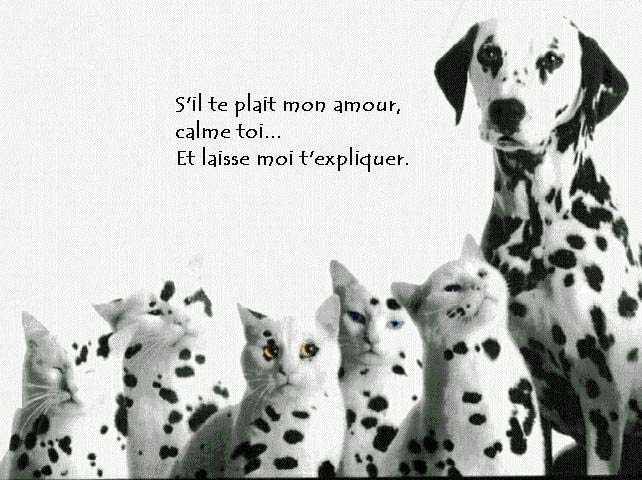 S'il te plait mon amour,
calme toi...
Et laisse moi t'expliquer.